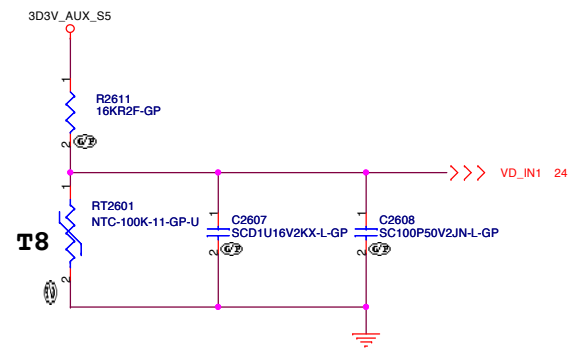 3D3V_AUX_S5
1
R2611
16KR2F-GP
2
VD_IN1 24
1
RT2601
NTC-100K-11-GP-U
T8
2
1
C2607
SCD1U16V2KX-L-GP
2
1
C2608
SC100P50V2JN-L-GP
2